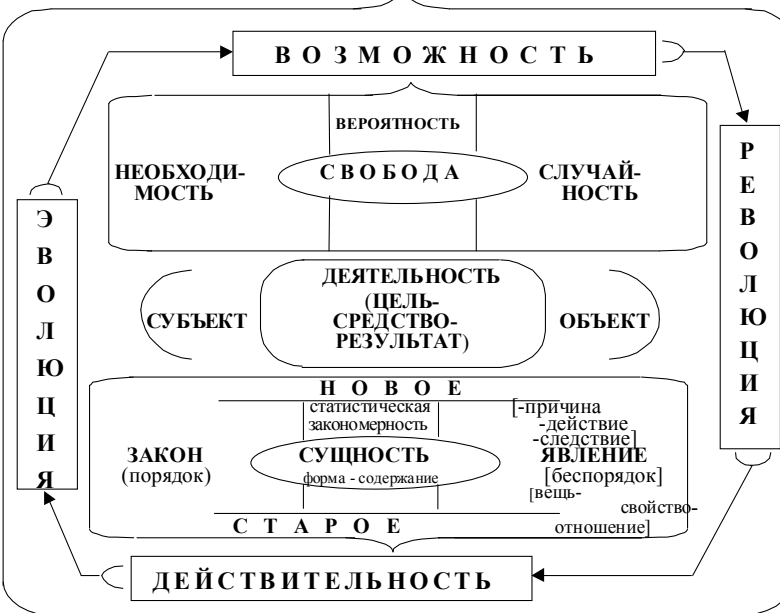 В О З М О Ж Н О С Т Ь
ВЕРОЯТНОСТЬ
НЕОБХОДИ-
МОСТЬ
С В О Б О Д А
СЛУЧАЙ-
НОСТЬ
Э
В
О
Л
Ю
Ц
И
Я
Р
Е
В
О
Л
Ю
Ц
И
Я
СУБЪЕКТ
ДЕЯТЕЛЬНОСТЬ
(ЦЕЛЬ-
СРЕДСТВО-
РЕЗУЛЬТАТ)
ОБЪЕКТ
Н О В О Е
статистическая
закономерность
[-причина
-действие
-следствие]
ЗАКОН
(порядок)
СУЩНОСТЬ
форма - содержание
ЯВЛЕНИЕ
[беспорядок]
[вещь-
свойство-
отношение]
С Т А Р О Е
ДЕЙСТВИТЕЛЬНОСТЬ